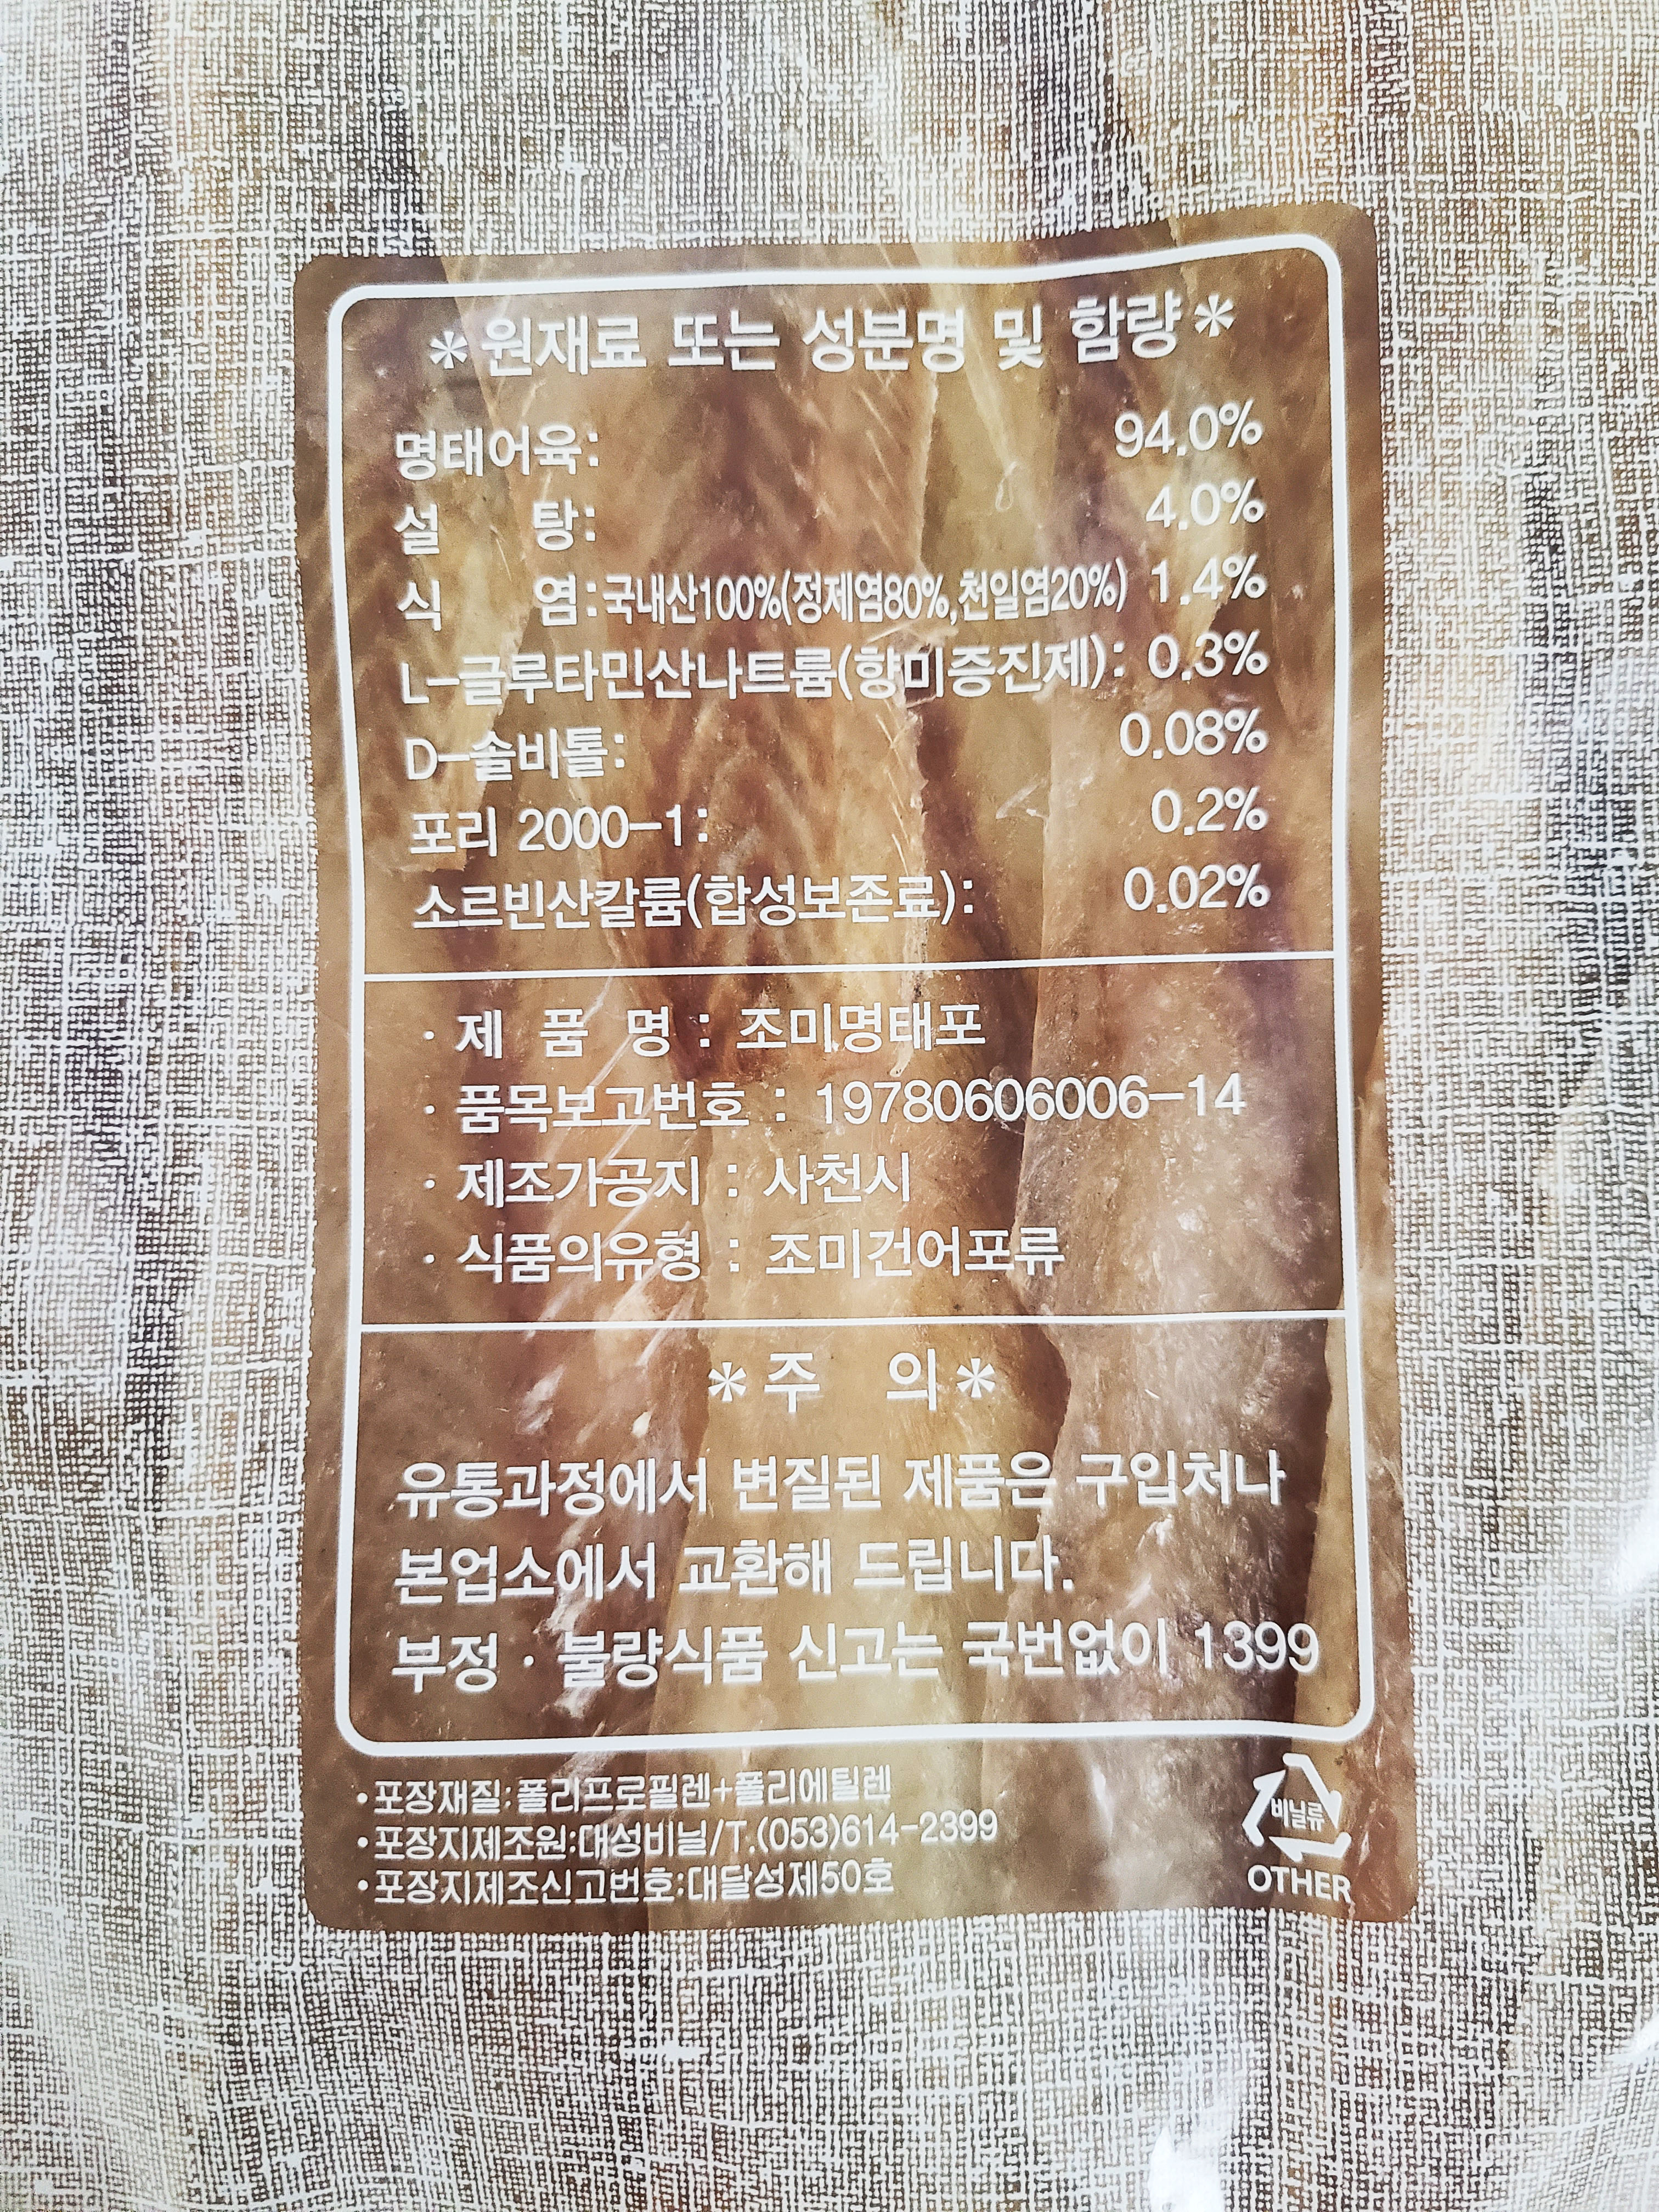 *원재료 또는 성분명 및 함량*
명태어육: 94.0%
설 탕: 4.0%
식 염:국내산100%(정제염80%,천일염20%) 1.4%
L-글루타민산나트륨(향미증진제): 0.3%
D-솔비톨: 0.08%
포리 2000-1: 0.2%
소르빈산칼륨(합성보존료): 0.02%
· 제 품 명 : 조미명태포
· 품목보고번호 : 19780606006-14
· 제조가공지 : 사천시
· 식품의유형 : 조미건어포류
*주 의*
유통과정에서 변질된 제품은 구입처나
본업소에서 교환해 드립니다.
부정 · 불량식품 신고는 국번없이 1399
•포장재질:폴리프로필렌+폴리에틸렌
•포장지제조원:대성비닐/T.(053)614-2399
•포장지제조신고번호:대달성제50호
비닐류
OTHER